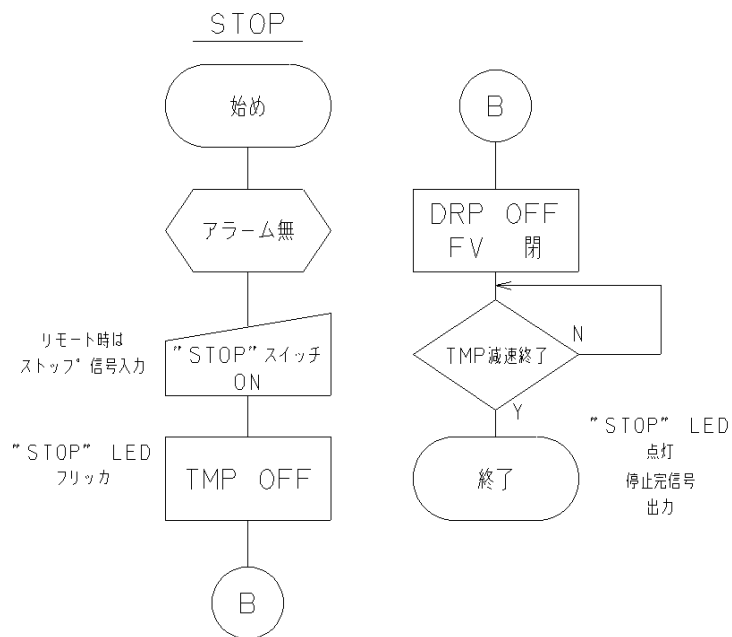 STOP
始め
アラーム無
リモート時は
ストップ信号入力
"STOP"スイッチ
ON
"STOP" LED
フリッカ
TMP OFF
B
B
DRP OFF
FV 閉
TMP減速終了
N
Y
終了
"STOP" LED
点灯
停止完信号
出力